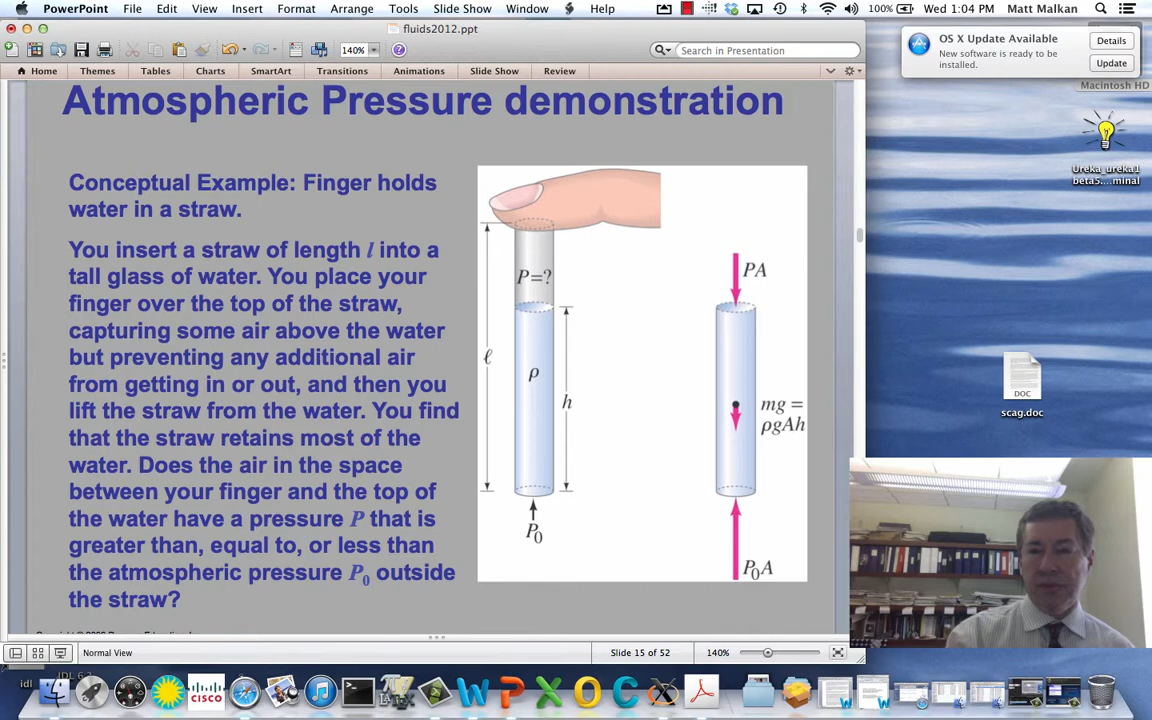 PowerPoint File Edit View Insert Format Arrange Tools Slide Show Window Help 100% Wed 1:04 PM Matt Malkan
fluids2012.ppt
140%
Search in Presentation
Home Themes Tables Charts SmartArt Transitions Animations Slide Show Review
OS X Update Available
New software is ready to be
installed.
Details
Update
Macintosh HD
Ureka_ureka1
beta5...minal
scag.doc
DOC
Atmospheric Pressure demonstration
Conceptual Example: Finger holds
water in a straw.
You insert a straw of length l into a
tall glass of water. You place your
finger over the top of the straw,
capturing some air above the water
but preventing any additional air
from getting in or out, and then you
lift the straw from the water. You find
that the straw retains most of the
water. Does the air in the space
between your finger and the top of
the water have a pressure P that is
greater than, equal to, or less than
the atmospheric pressure P0 outside
the straw?
P=?
ρ
ℓ
h
P0
PA
mg =
ρgAh
P0A
Normal View Slide 15 of 52 140%
idl
CISCO